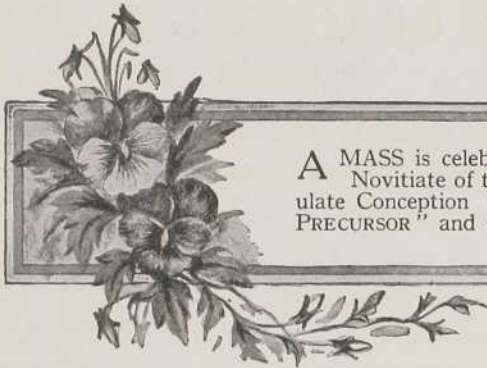 A MASS is celeb
Novitiate of t
ulate Conception
PRECURSOR" and